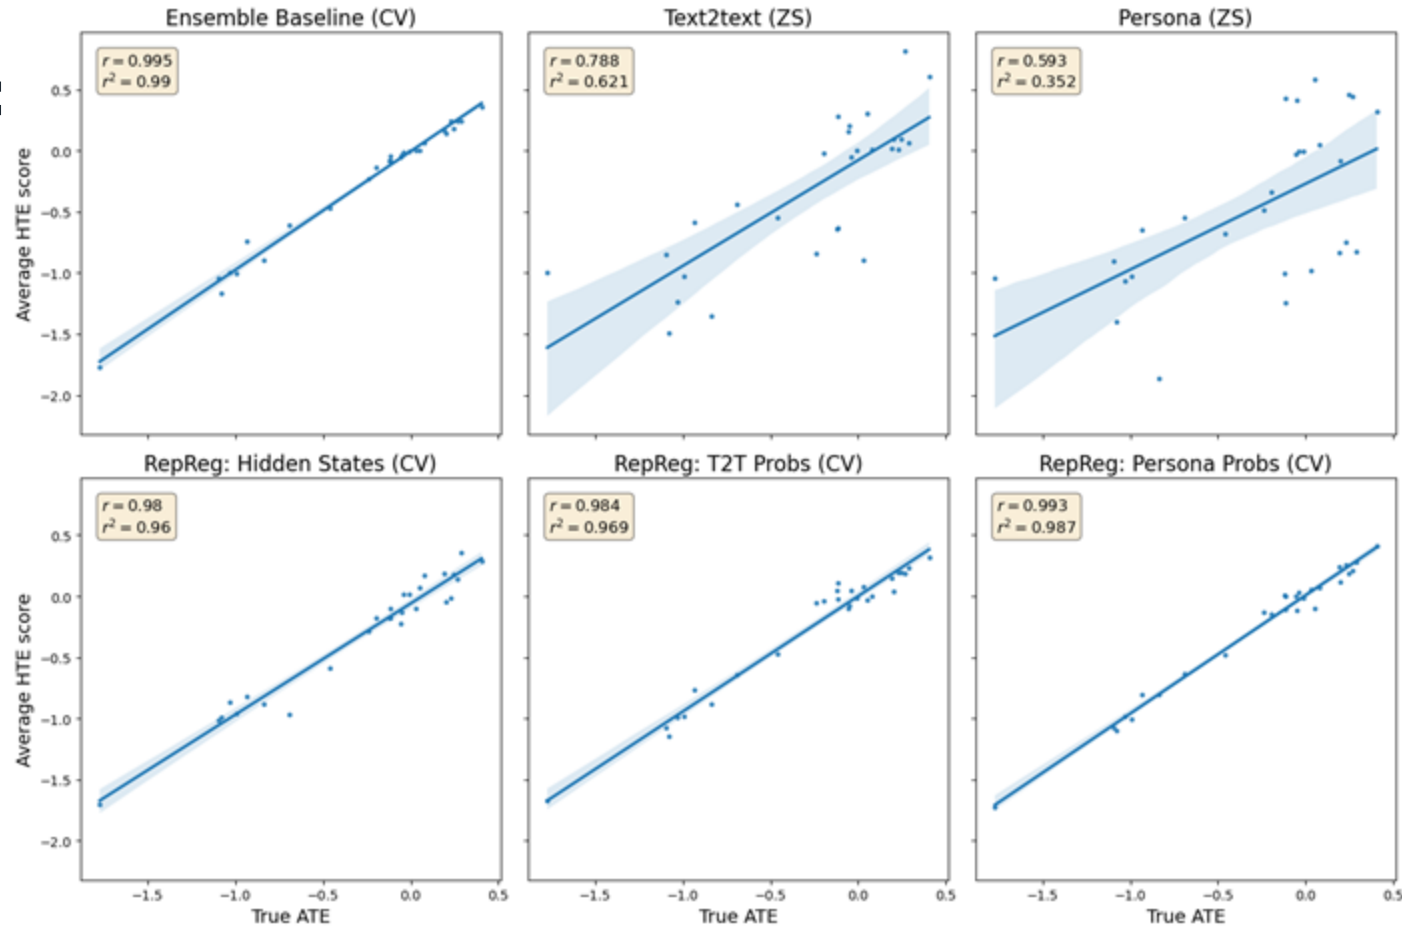 Ensemble Baseline (CV)
Text2text (ZS)
Persona (ZS)
r = 0.995
r² = 0.99
r = 0.788
r² = 0.621
r = 0.593
r² = 0.352
Average HTE score
0.5
0.0
−0.5
−1.0
−1.5
−2.0
RepReg: Hidden States (CV)
RepReg: T2T Probs (CV)
RepReg: Persona Probs (CV)
r = 0.98
r² = 0.96
r = 0.984
r² = 0.969
r = 0.993
r² = 0.987
Average HTE score
0.5
0.0
−0.5
−1.0
−1.5
−2.0
−1.5 −1.0 −0.5 0.0 0.5
−1.5 −1.0 −0.5 0.0
−1.5 −1.0 −0.5 0.0 0.5
True ATE
True ATE
True ATE